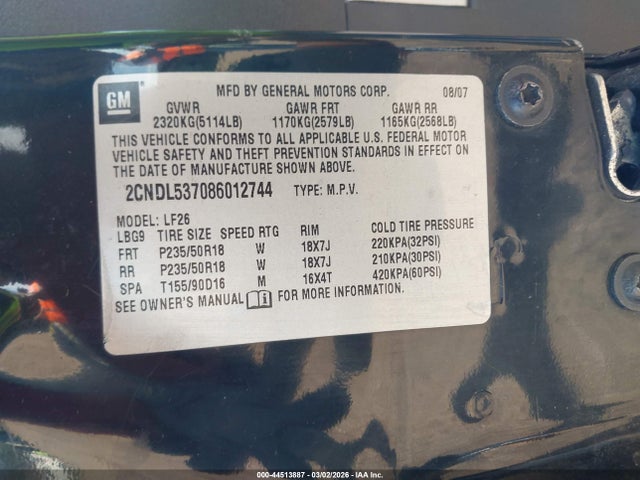 GM
MFD BY GENERAL MOTORS CORP. 08/07
GVWR GAWR FRT GAWR RR
2320KG(5114LB) 1170KG(2579LB) 1165KG(2568LB)
THIS VEHICLE CONFORMS TO ALL APPLICABLE U.S. FEDERAL MOTOR
VEHICLE SAFETY AND THEFT PREVENTION STANDARDS IN EFFECT ON
THE DATE OF MANUFACTURE SHOWN ABOVE.
2CNDL537086012744 TYPE: M.P.V.
MODEL: LF26
LBG9 TIRE SIZE SPEED RTG RIM COLD TIRE PRESSURE
FRT P235/50R18 W 18X7J 220KPA(32PSI)
RR P235/50R18 W 18X7J 210KPA(30PSI)
SPA T155/90D16 M 16X4T 420KPA(60PSI)
SEE OWNER'S MANUAL FOR MORE INFORMATION.
000-44513887 - 03/02/2026 - IAA Inc.